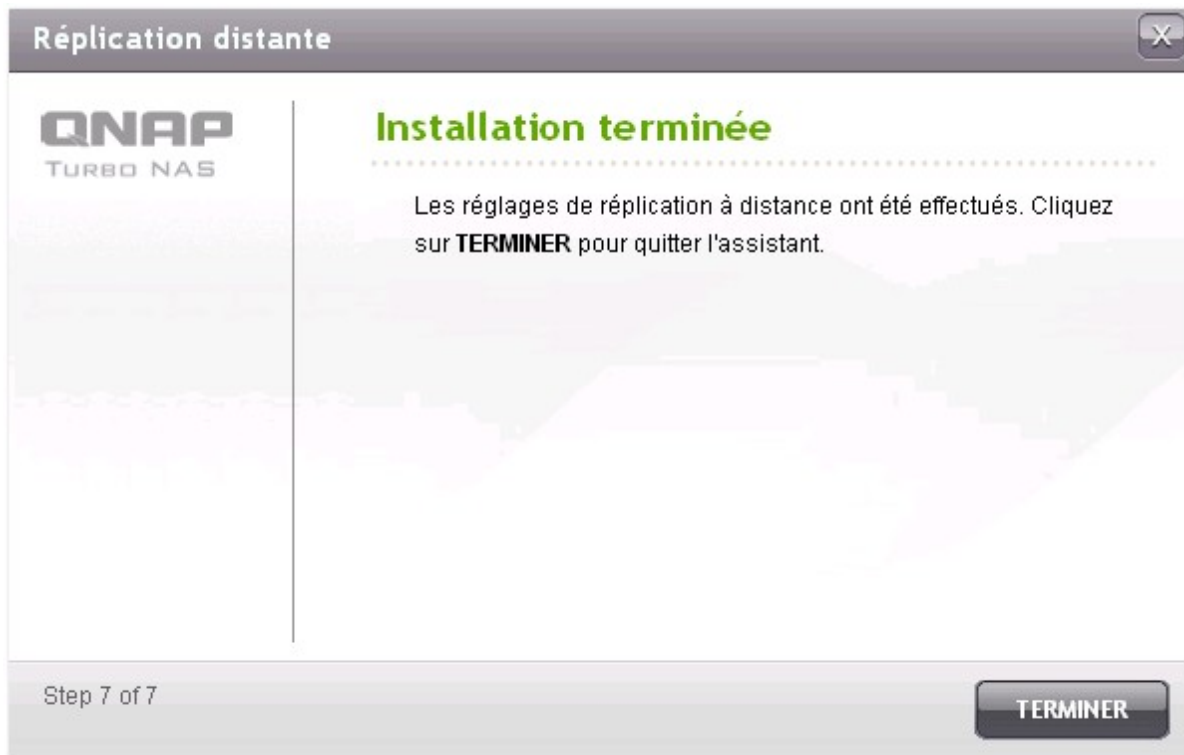 Réplication distante
X
QNAP
TURBO NAS
Installation terminée
Les réglages de réplication à distance ont été effectués. Cliquez
sur TERMINER pour quitter l'assistant.
Step 7 of 7
TERMINER